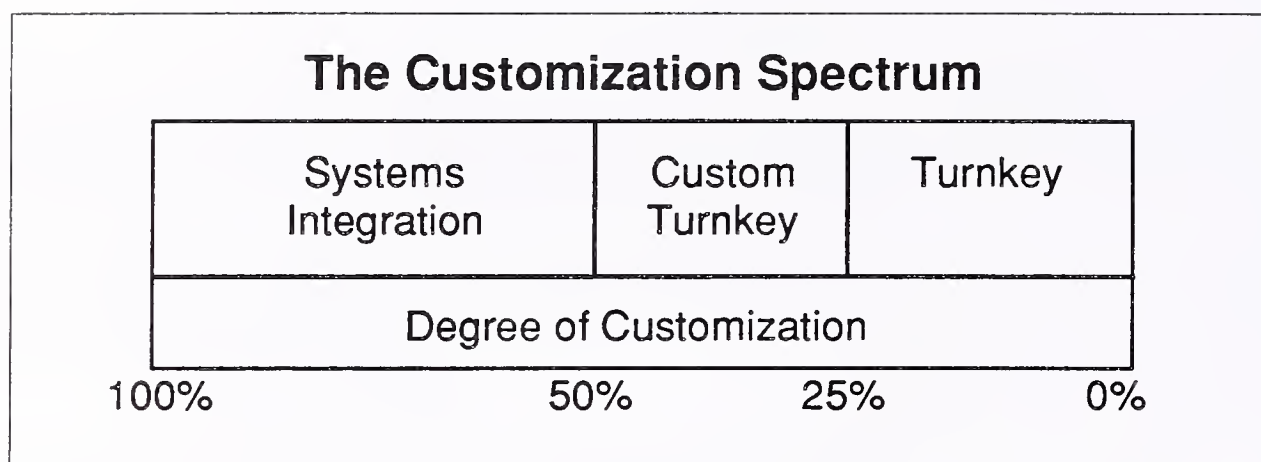 The Customization Spectrum
Systems
Integration
Custom
Turnkey
Turnkey
Degree of Customization
100% 50% 25% 0%